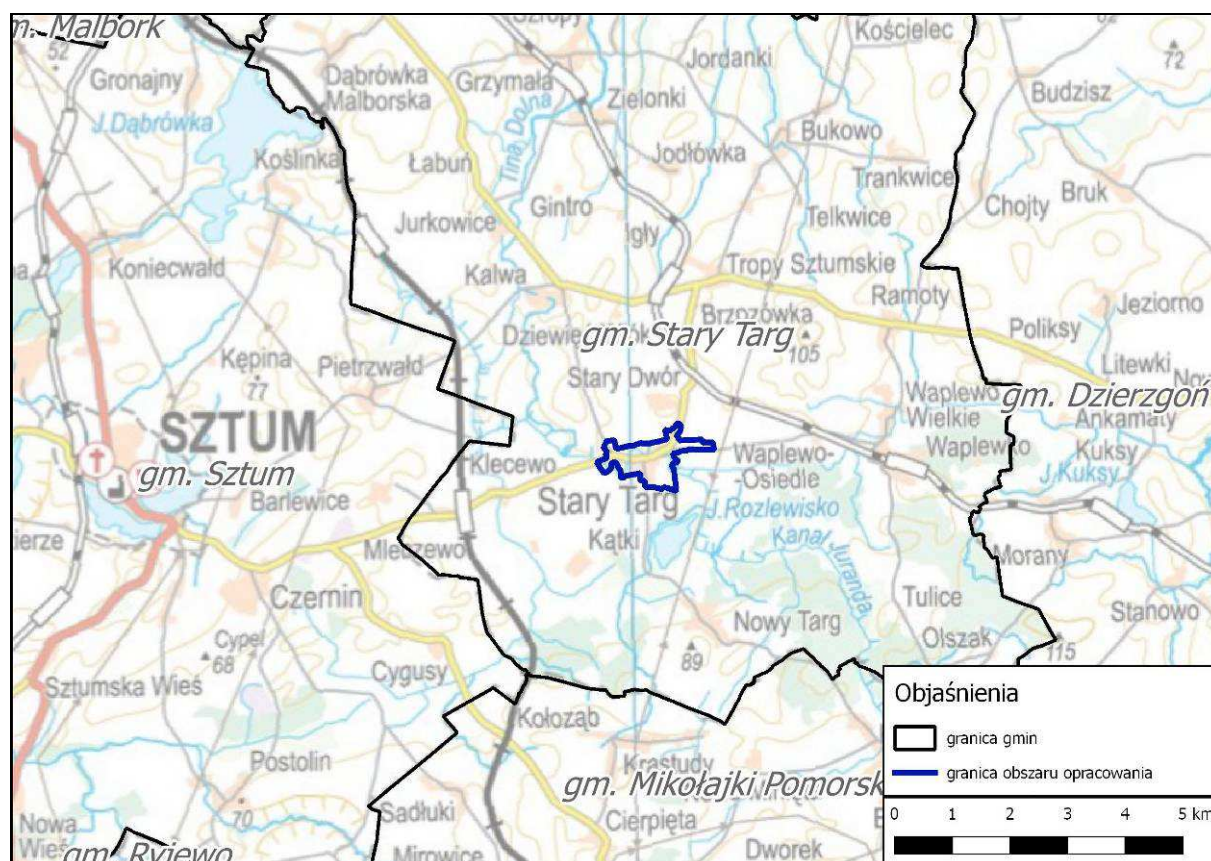 gm. Malbork
52
Gronajny
J.Dąbrówka
Dąbrówka
Malborska
Grzymała
Szropy
Jordanki
Kościelec
72
Budzisz
Zielonki
Bukowo
Koślinka
Łabuń
Tina Dolna
Jodłówka
Trankwice
Bruk
Chojty
Gintro
Telkwice
Jurkowice
Igły
Koniecwałd
Kalwa
Tropy Sztumskie
Ramoty
Jeziorno
Brzozówka
gm. Stary Targ
105
Poliksy
Kępina
77
Pietrzwałd
Stary Dwór
Litewki
Waplewo
Wielkie
gm. Dzierzgoń
Ankamaty
SZTUM
gm. Sztum
Klecewo
Waplewo-
-Osiedle
Waplewo
Kuksy
J.Kuksy
Barlewice
Stary Targ
J.Rozlewisko
Kątki
Kanał Juranda
Mleczewo
Morany
Czernin
Tulice
Stanowo
Nowy Targ
Olszak
Cypel
68
89
115
Cygusy
Sztumska Wieś
Kołoząb
Postolin
Krastudy
gm. Mikołajki Pomorsk
70
Sadłuki
Cierpięta
Nowa
Wieś
gm. Ryjewo
Mirowice
Dworek
Objaśnienia
granica gmin
granica obszaru opracowania
0 1 2 3 4 5 km